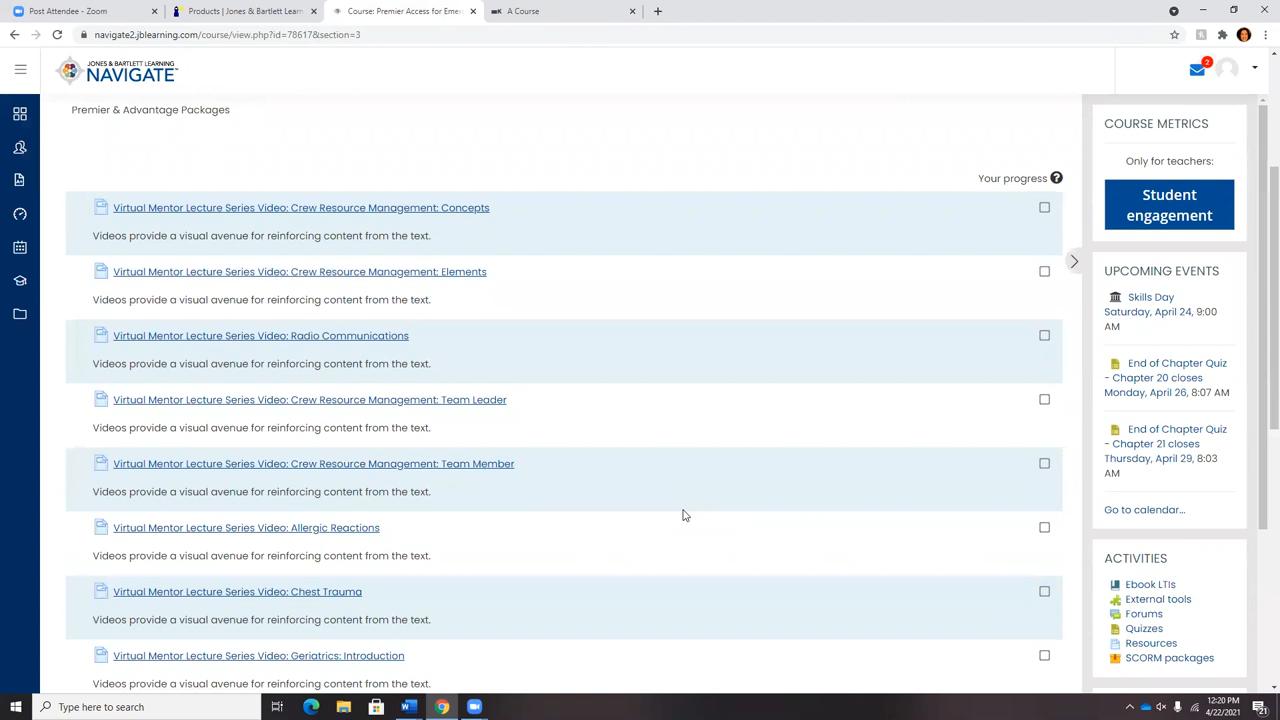 Post Attendee - Zoom
Products | Jones & Bartlett Learn
Course: Premier Access for Emer
A Course
navigate2.jblearning.com/course/view.php?id=78617&section=3
JONES & BARTLETT LEARNING
NAVIGATE
2
Premier & Advantage Packages
Your progress
Virtual Mentor Lecture Series Video: Crew Resource Management: Concepts
Videos provide a visual avenue for reinforcing content from the text.
Virtual Mentor Lecture Series Video: Crew Resource Management: Elements
Videos provide a visual avenue for reinforcing content from the text.
Virtual Mentor Lecture Series Video: Radio Communications
Videos provide a visual avenue for reinforcing content from the text.
Virtual Mentor Lecture Series Video: Crew Resource Management: Team Leader
Videos provide a visual avenue for reinforcing content from the text.
Virtual Mentor Lecture Series Video: Crew Resource Management: Team Member
Videos provide a visual avenue for reinforcing content from the text.
Virtual Mentor Lecture Series Video: Allergic Reactions
Videos provide a visual avenue for reinforcing content from the text.
Virtual Mentor Lecture Series Video: Chest Trauma
Videos provide a visual avenue for reinforcing content from the text.
Virtual Mentor Lecture Series Video: Geriatrics: Introduction
Videos provide a visual avenue for reinforcing content from the text.
COURSE METRICS
Only for teachers:
Student
engagement
UPCOMING EVENTS
Skills Day
Saturday, April 24, 9:00
AM
End of Chapter Quiz
- Chapter 20 closes
Monday, April 26, 8:07 AM
End of Chapter Quiz
- Chapter 21 closes
Thursday, April 29, 8:03
AM
Go to calendar...
ACTIVITIES
Ebook LTIs
External tools
Forums
Quizzes
Resources
SCORM packages
Type here to search
12:20 PM
4/22/2021
21